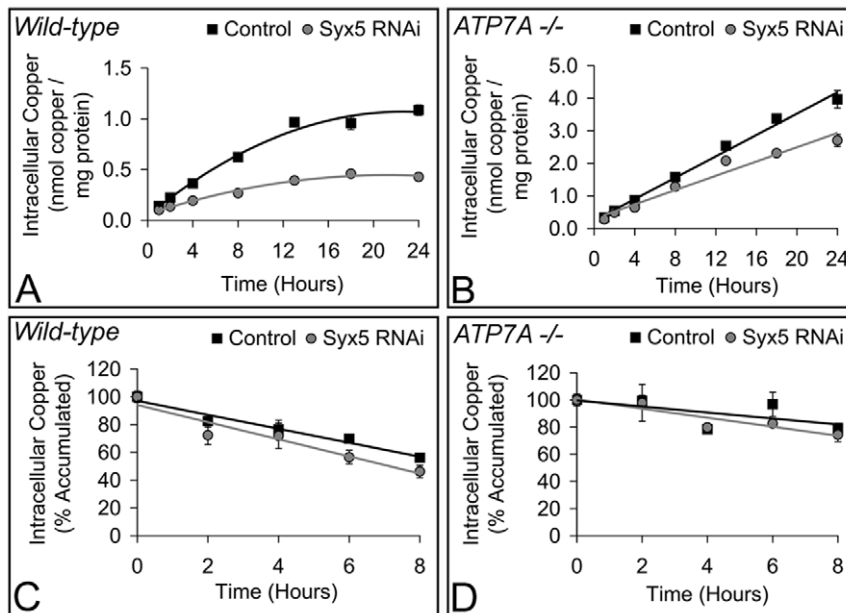 Wild-type
■ Control ● Syx5 RNAi
Intracellular Copper
(nmol copper /
mg protein)
1.5
1.0
0.5
0.0
0 4 8 12 16 20 24
Time (Hours)
A
ATP7A -/-
■ Control ● Syx5 RNAi
Intracellular Copper
(nmol copper /
mg protein)
5.0
4.0
3.0
2.0
1.0
0.0
0 4 8 12 16 20 24
Time (Hours)
B
Wild-type
■ Control ● Syx5 RNAi
Intracellular Copper
(% Accumulated)
120
100
80
60
40
20
0
0 2 4 6 8
Time (Hours)
C
ATP7A -/-
■ Control ● Syx5 RNAi
Intracellular Copper
(% Accumulated)
120
100
80
60
40
20
0
0 2 4 6 8
Time (Hours)
D